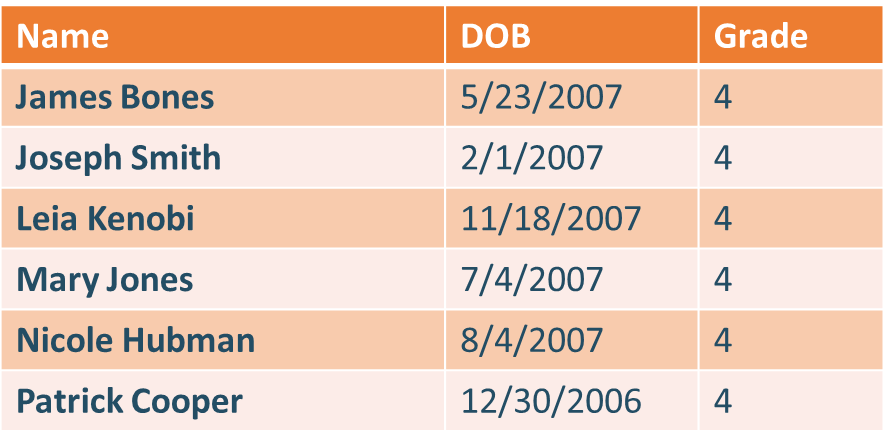 Name DOB Grade
James Bones 5/23/2007 4
Joseph Smith 2/1/2007 4
Leia Kenobi 11/18/2007 4
Mary Jones 7/4/2007 4
Nicole Hubman 8/4/2007 4
Patrick Cooper 12/30/2006 4